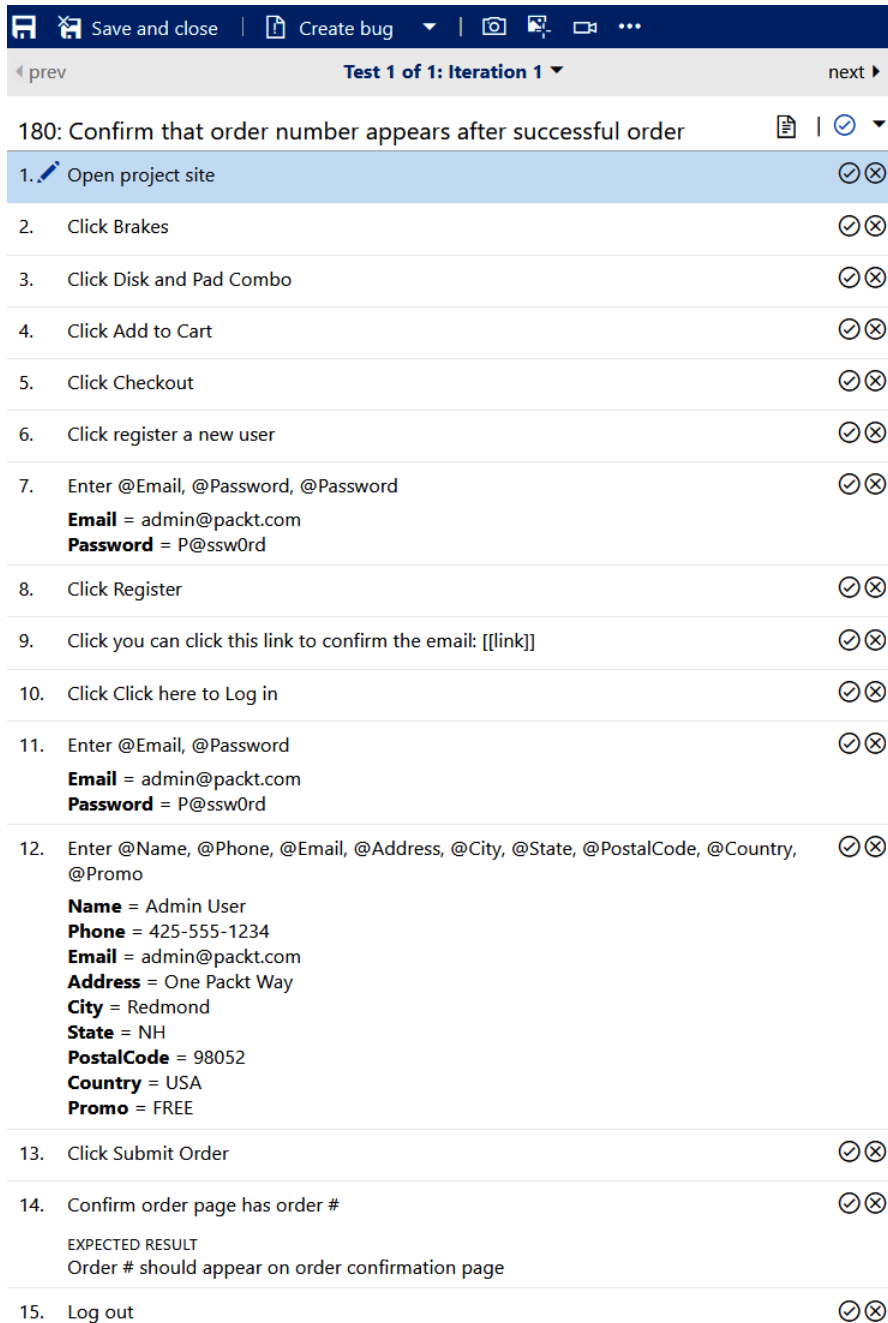 Save and close | Create bug |
prev Test 1 of 1: Iteration 1 next
180: Confirm that order number appears after successful order
1. Open project site
2. Click Brakes
3. Click Disk and Pad Combo
4. Click Add to Cart
5. Click Checkout
6. Click register a new user
7. Enter @Email, @Password, @Password
Email = admin@packt.com
Password = P@ssw0rd
8. Click Register
9. Click you can click this link to confirm the email: [[link]]
10. Click Click here to Log in
11. Enter @Email, @Password
Email = admin@packt.com
Password = P@ssw0rd
12. Enter @Name, @Phone, @Email, @Address, @City, @State, @PostalCode, @Country,
@Promo
Name = Admin User
Phone = 425-555-1234
Email = admin@packt.com
Address = One Packt Way
City = Redmond
State = NH
PostalCode = 98052
Country = USA
Promo = FREE
13. Click Submit Order
14. Confirm order page has order #
EXPECTED RESULT
Order # should appear on order confirmation page
15. Log out